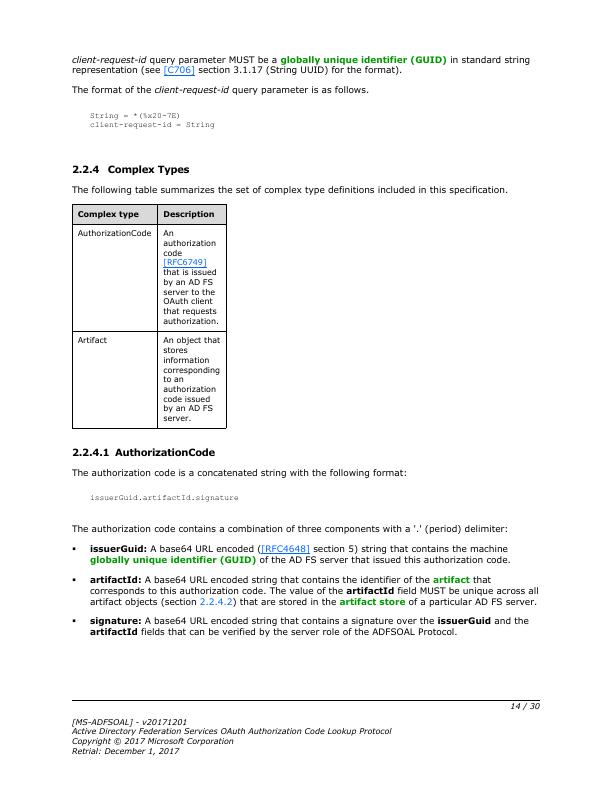 client-request-id query parameter MUST be a globally unique identifier (GUID) in standard string
representation (see [C706] section 3.1.17 (String UUID) for the format).
The format of the client-request-id query parameter is as follows.
String = *(%x20-7E)
client-request-id = String
2.2.4 Complex Types
The following table summarizes the set of complex type definitions included in this specification.
Complex type Description
AuthorizationCode An
authorization
code
[RFC6749]
that is issued
by an AD FS
server to the
OAuth client
that requests
authorization.
Artifact An object that
stores
information
corresponding
to an
authorization
code issued
by an AD FS
server.
2.2.4.1 AuthorizationCode
The authorization code is a concatenated string with the following format:
issuerGuid.artifactId.signature
The authorization code contains a combination of three components with a '.' (period) delimiter:
▪ issuerGuid: A base64 URL encoded ([RFC4648] section 5) string that contains the machine
globally unique identifier (GUID) of the AD FS server that issued this authorization code.
▪ artifactId: A base64 URL encoded string that contains the identifier of the artifact that
corresponds to this authorization code. The value of the artifactId field MUST be unique across all
artifact objects (section 2.2.4.2) that are stored in the artifact store of a particular AD FS server.
▪ signature: A base64 URL encoded string that contains a signature over the issuerGuid and the
artifactId fields that can be verified by the server role of the ADFSOAL Protocol.
14 / 30
[MS-ADFSOAL] - v20171201
Active Directory Federation Services OAuth Authorization Code Lookup Protocol
Copyright © 2017 Microsoft Corporation
Retrial: December 1, 2017